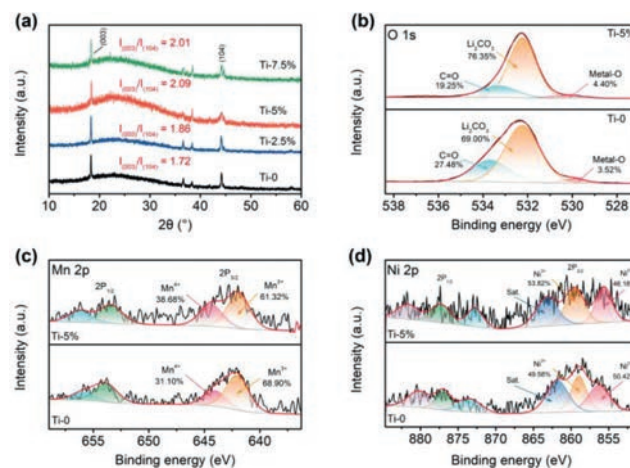 (a)
(003)
I(003)/I(104) = 2.01
(104)
Ti-7.5%
I(003)/I(104) = 2.09
Ti-5%
I(003)/I(104) = 1.86
Ti-2.5%
I(003)/I(104) = 1.72
Ti-0
Intensity (a.u.)
10 20 30 40 50 60
2θ (°)
(b)
O 1s
Ti-5%
Li2CO3
76.35%
C=O
19.25%
Metal-O
4.40%
Ti-0
Li2CO3
69.00%
C=O
27.48%
Metal-O
3.52%
Intensity (a.u.)
538 536 534 532 530 528
Binding energy (eV)
(c)
Mn 2p
2P1/2
2P3/2
Mn4+
38.68%
Mn3+
61.32%
Ti-5%
Mn4+
31.10%
Mn3+
68.90%
Ti-0
Intensity (a.u.)
655 650 645 640
Binding energy (eV)
(d)
Ni 2p
2P1/2
2P3/2
Sat.
53.82%
Ti-5%
Sat.
Ti-0
Intensity (a.u.)
880 875 870 865 860 855
Binding energy (eV)